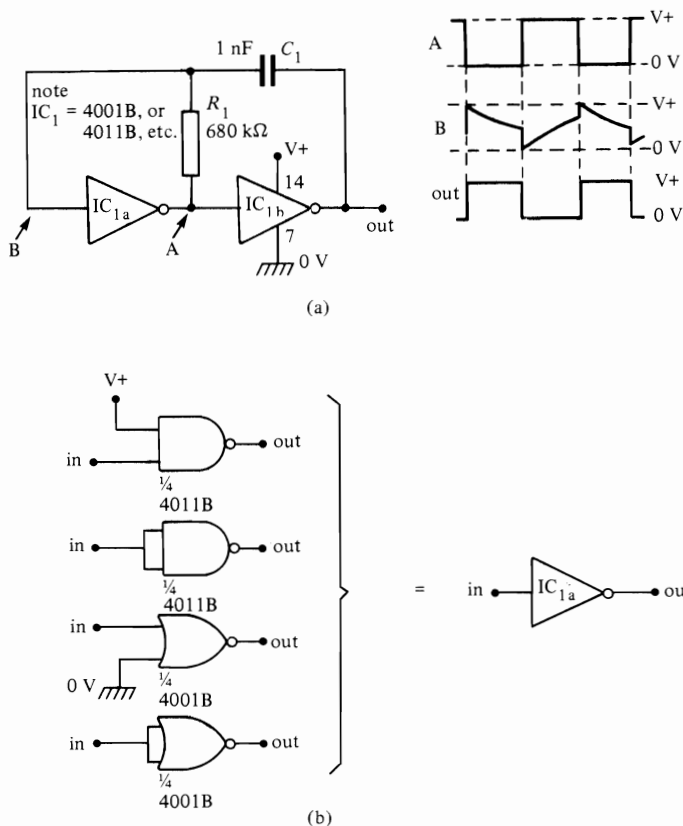 1 nF C1
note
IC1 = 4001B, or
4011B, etc.
R1
680 kΩ
V+
14
IC1a
IC1b
7
0 V
B
A
out
A
V+
0 V
B
V+
0 V
out
V+
0 V
(a)
V+
in
out
¼
4011B
in
out
¼
4011B
in
out
0 V
¼
4001B
in
out
¼
4001B
=
in
IC1a
ou
(b)